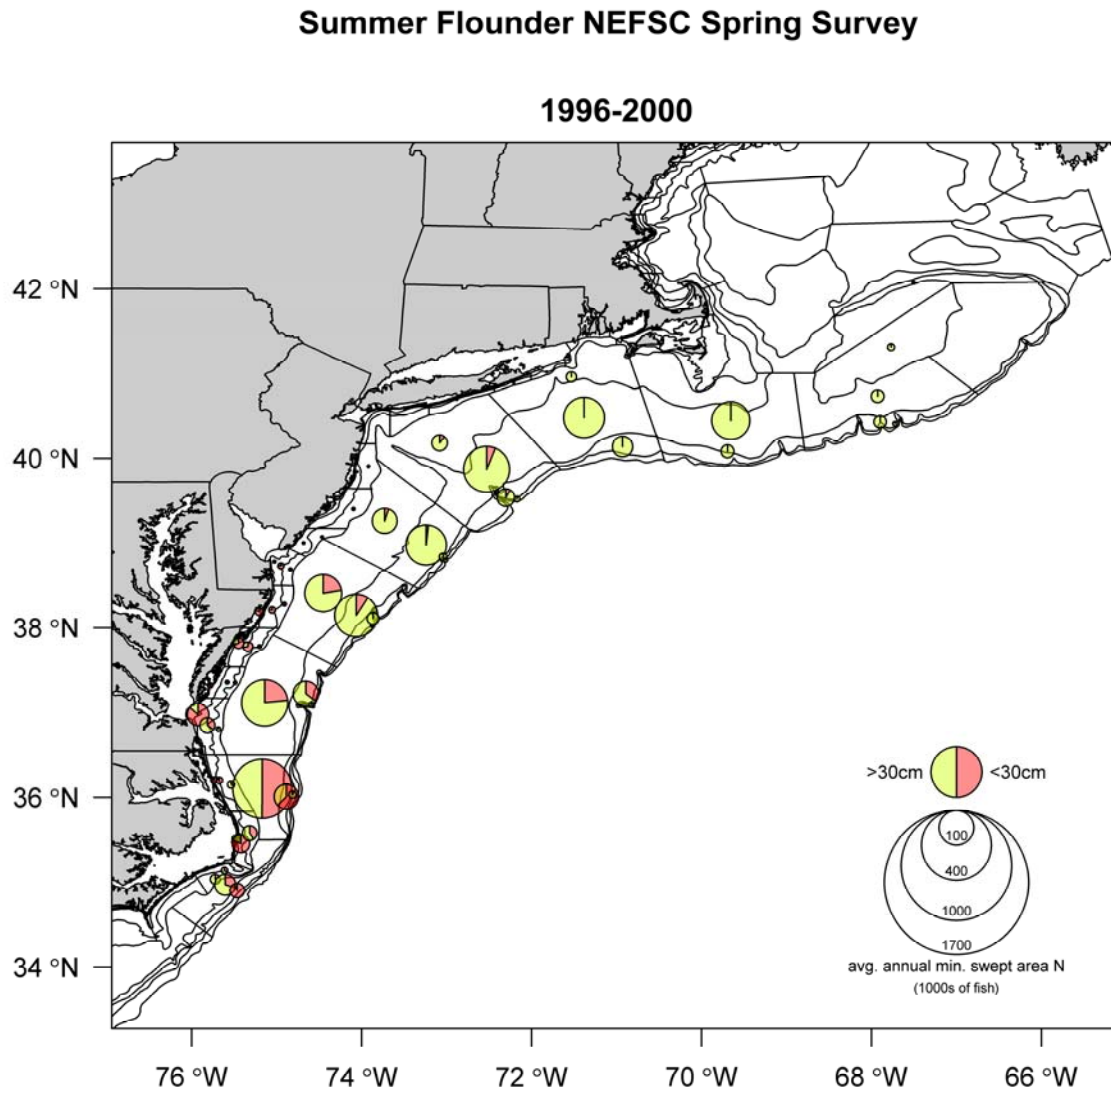 Summer Flounder NEFSC Spring Survey
1996-2000
42 °N
40 °N
38 °N
36 °N
34 °N
>30cm <30cm
100
400
1000
1700
avg. annual min. swept area N
(1000s of fish)
76 °W 74 °W 72 °W 70 °W 68 °W 66 °W